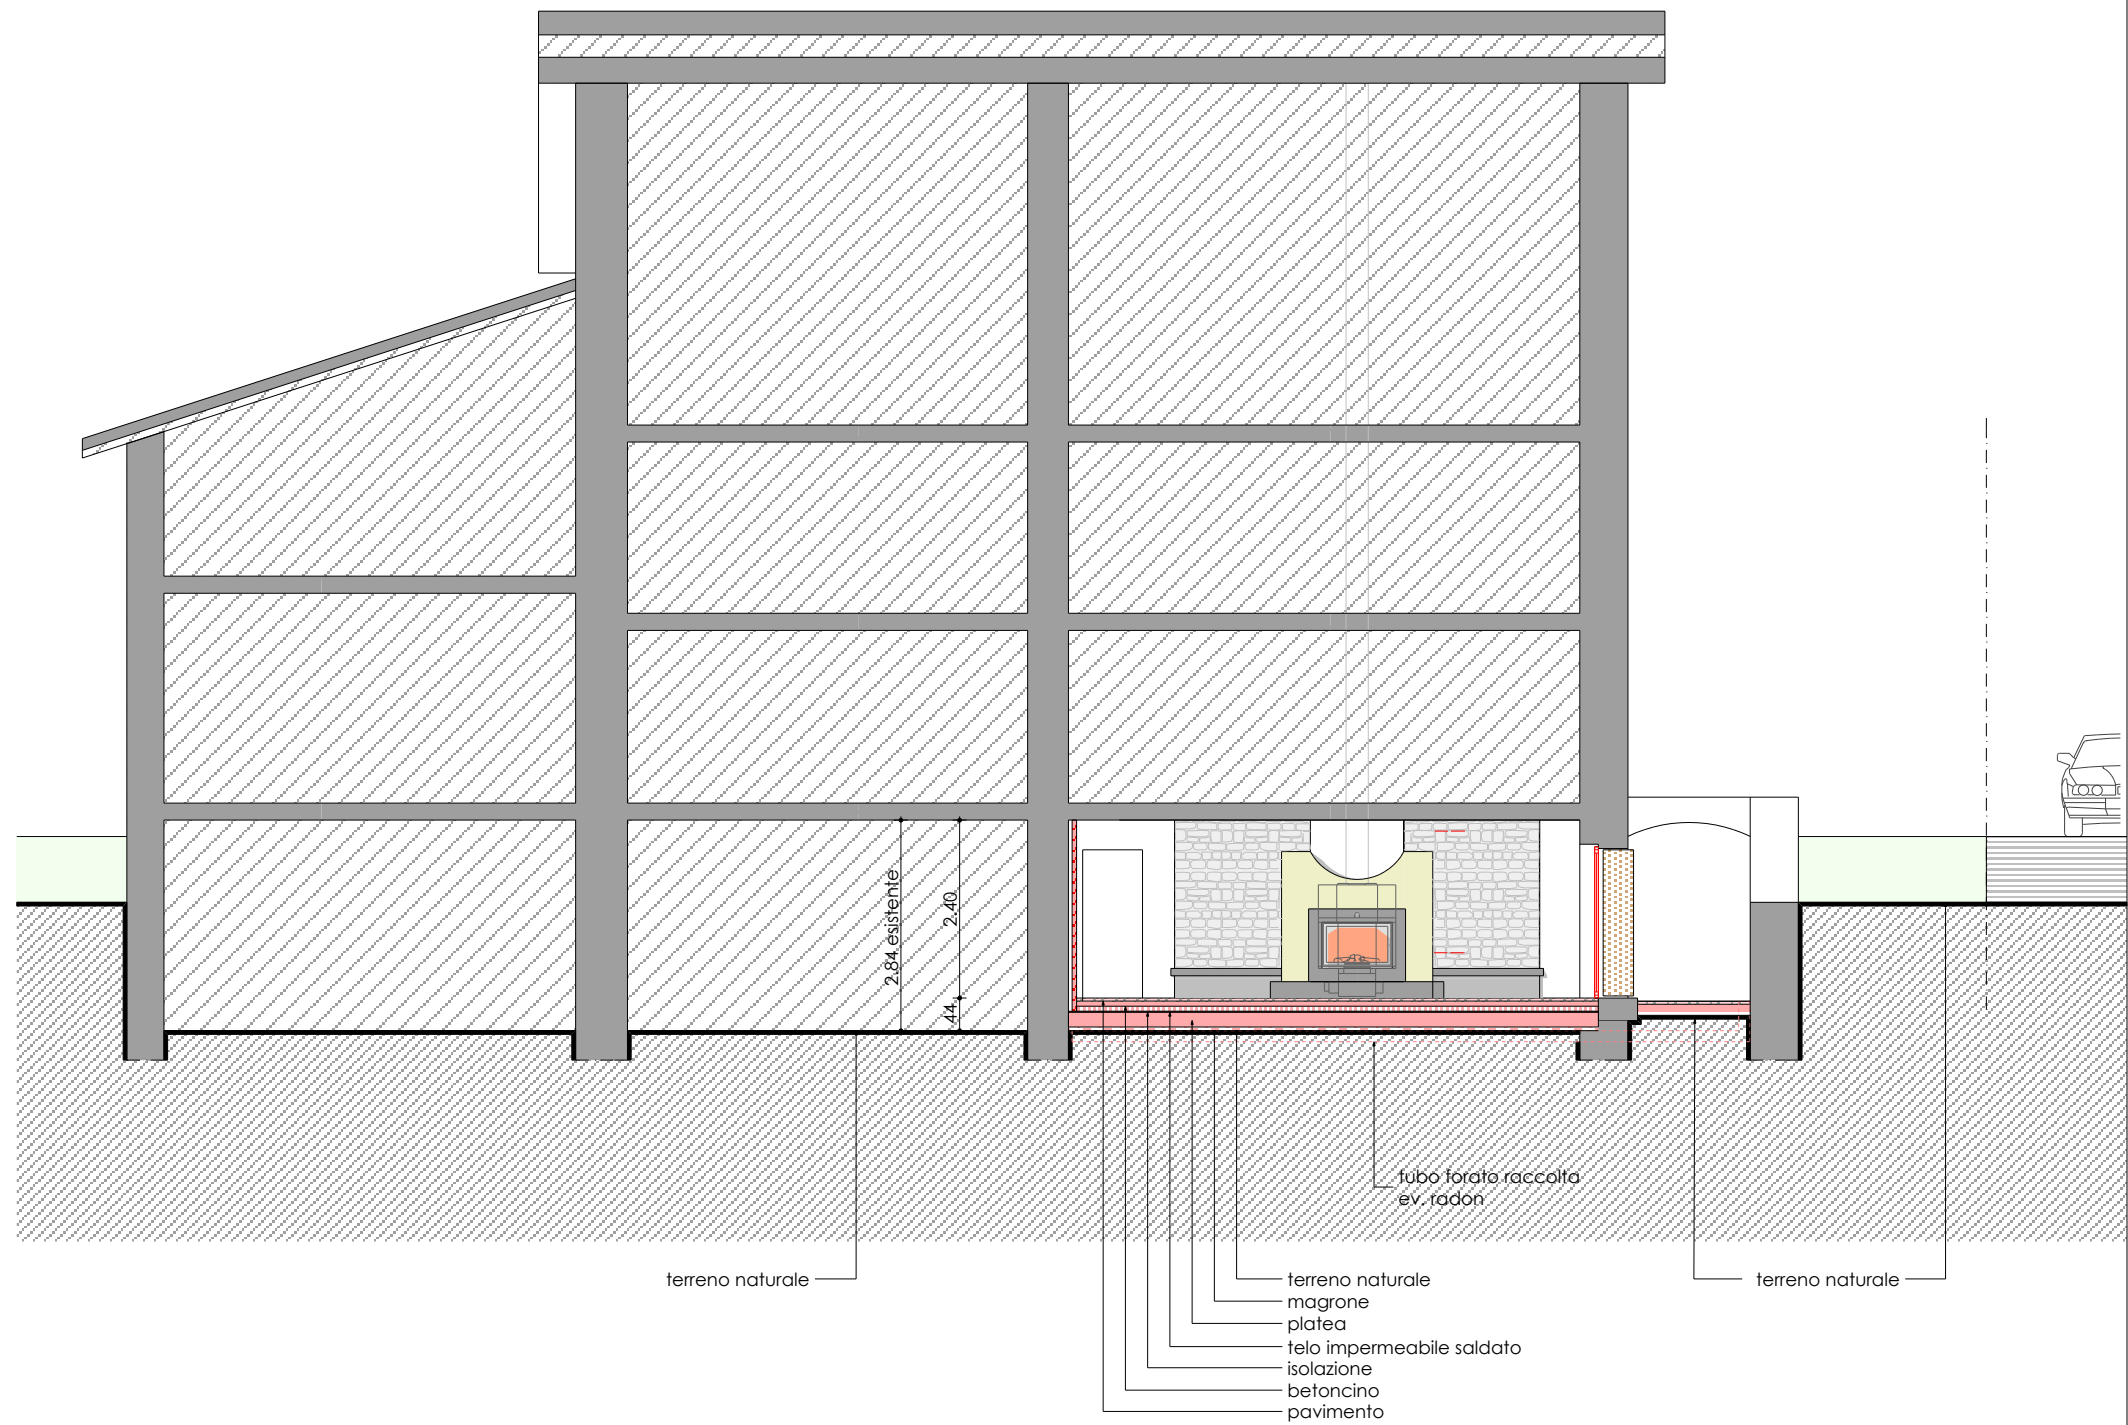 2.84 esistente
2.40
44
tubo forato raccolta
ev. radon
terreno naturale
terreno naturale
magrone
platea
telo impermeabile saldato
isolazione
betoncino
pavimento
terreno naturale